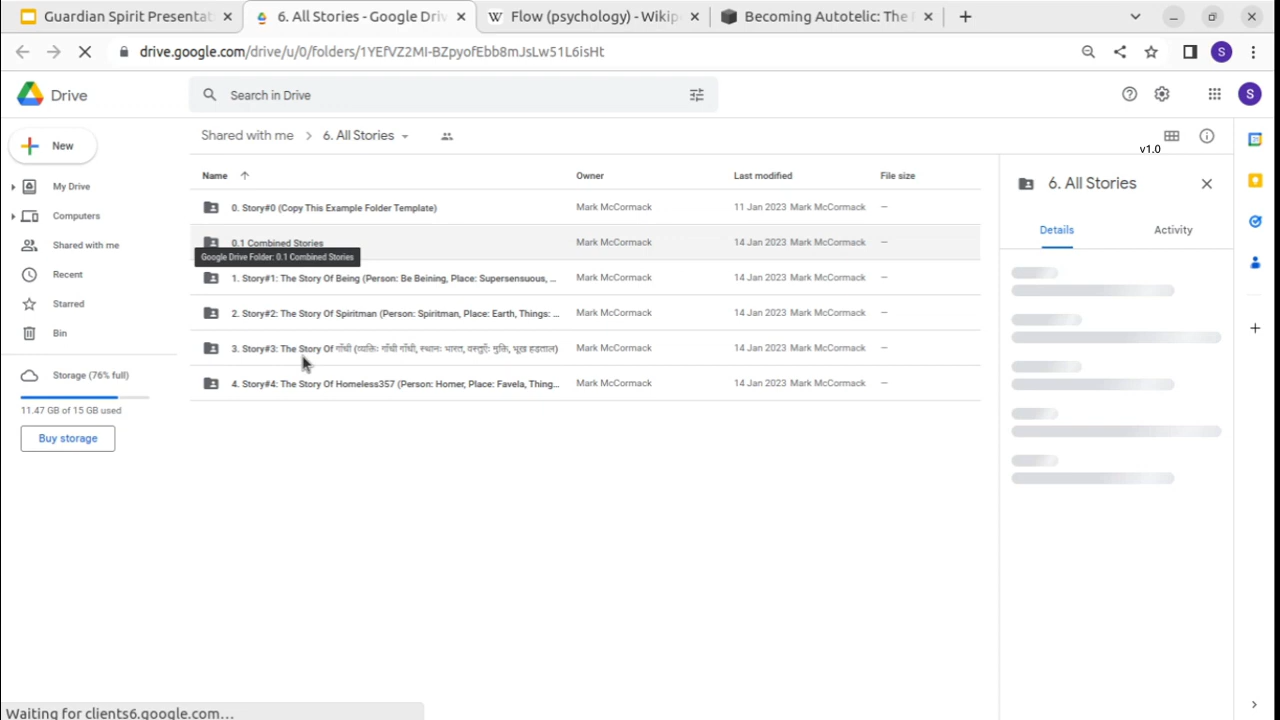 Guardian Spirit Presentat
6. All Stories - Google Driv
Flow (psychology) - Wikip
Becoming Autotelic: The
drive.google.com/drive/u/0/folders/1YEfVZ2MI-BZpyofEbb8mJsLw51L6isHt
S
Drive
Search in Drive
S
New
Shared with me > 6. All Stories
v1.0
My Drive
Computers
Shared with me
Recent
Starred
Bin
Storage (76% full)
11.47 GB of 15 GB used
Buy storage
Name Owner Last modified File size
0. Story#0 (Copy This Example Folder Template) Mark McCormack 11 Jan 2023 Mark McCormack –
0.1 Combined Stories Mark McCormack 14 Jan 2023 Mark McCormack –
Google Drive Folder: 0.1 Combined Stories
1. Story#1: The Story Of Being (Person: Be Beining, Place: Supersensuous, ... Mark McCormack 14 Jan 2023 Mark McCormack –
2. Story#2: The Story Of Spiritman (Person: Spiritman, Place: Earth, Things: ... Mark McCormack 14 Jan 2023 Mark McCormack –
3. Story#3: The Story Of गाँधी (व्यक्ति: गाँधी गाँधी, स्थान: भारत, वस्तुएँ: मुक्ति, भूख हड़ताल) Mark McCormack 14 Jan 2023 Mark McCormack –
4. Story#4: The Story Of Homeless357 (Person: Homer, Place: Favela, Thing... Mark McCormack 14 Jan 2023 Mark McCormack –
6. All Stories
Details Activity
Waiting for clients6.google.com...